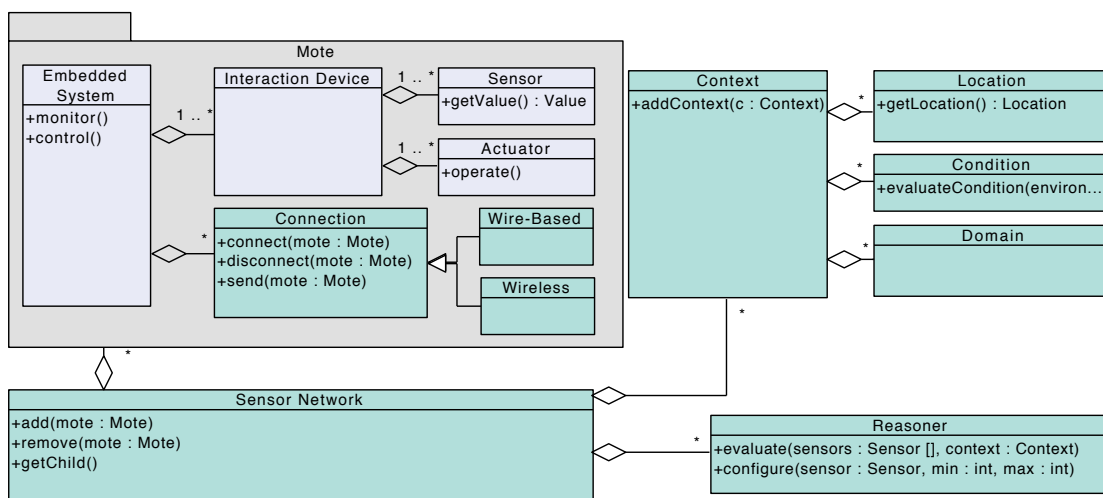 Mote
Embedded
System
+monitor()
+control()
1 .. *
*
Interaction Device
1 .. *
1 .. *
Sensor
+getValue() : Value
Actuator
+operate()
Connection
+connect(mote : Mote)
+disconnect(mote : Mote)
+send(mote : Mote)
Wire-Based
Wireless
Context
+addContext(c : Context)
*
*
*
Location
+getLocation() : Location
Condition
+evaluateCondition(environ...
Domain
*
*
Sensor Network
+add(mote : Mote)
+remove(mote : Mote)
+getChild()
*
Reasoner
+evaluate(sensors : Sensor [], context : Context)
+configure(sensor : Sensor, min : int, max : int)